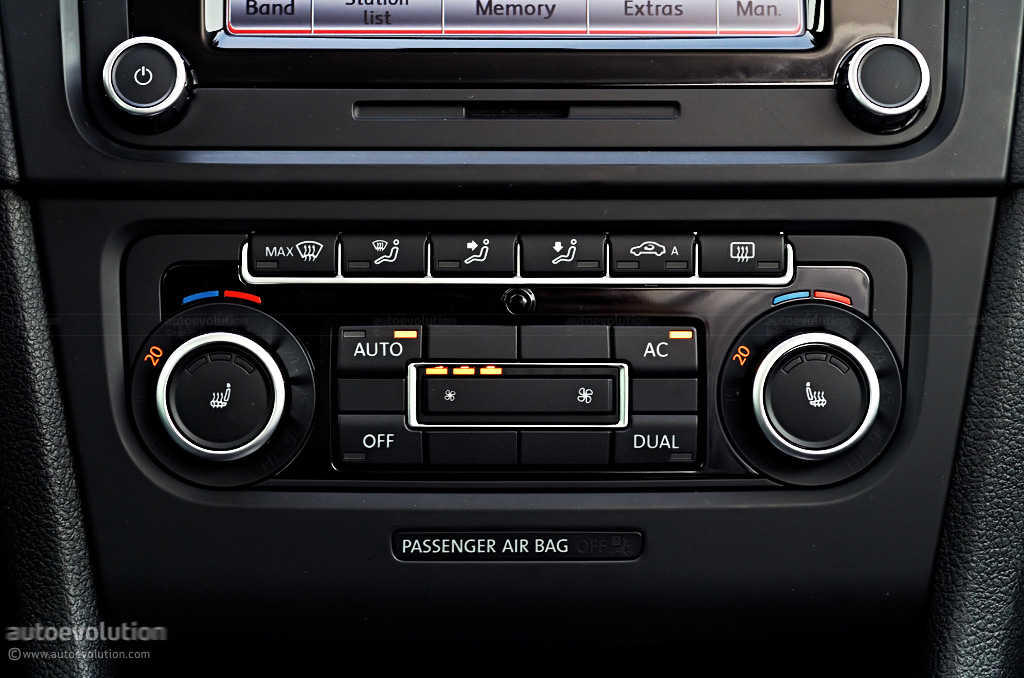 Band Station list Memory Extras Man.
MAX A
20 AUTO AC 20
OFF DUAL
PASSENGER AIR BAG OFF
autoevolution
© www.autoevolution.com